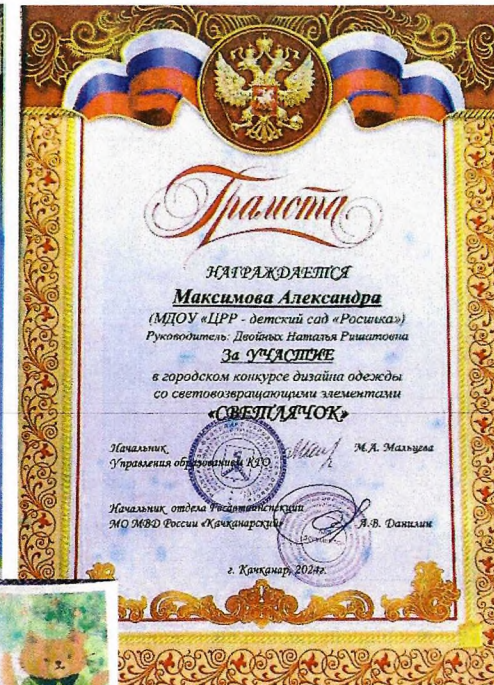 Грамота
НАГРАЖДАЕТСЯ
Максимова Александра
(МДОУ «ЦРР - детский сад «Росинка»)
Руководитель: Двойных Наталья Ришатовна
За УЧАСТИЕ
в городском конкурсе дизайна одежды
со световозвращающими элементами
«СВЕТЛЯЧОК»
Начальник
Управления образованием КГО
М.А. Мальцева
Начальник отдела Госавтоинспекции
МО МВД России «Качканарский»
А.В. Данилин
г. Качканар, 2024г.